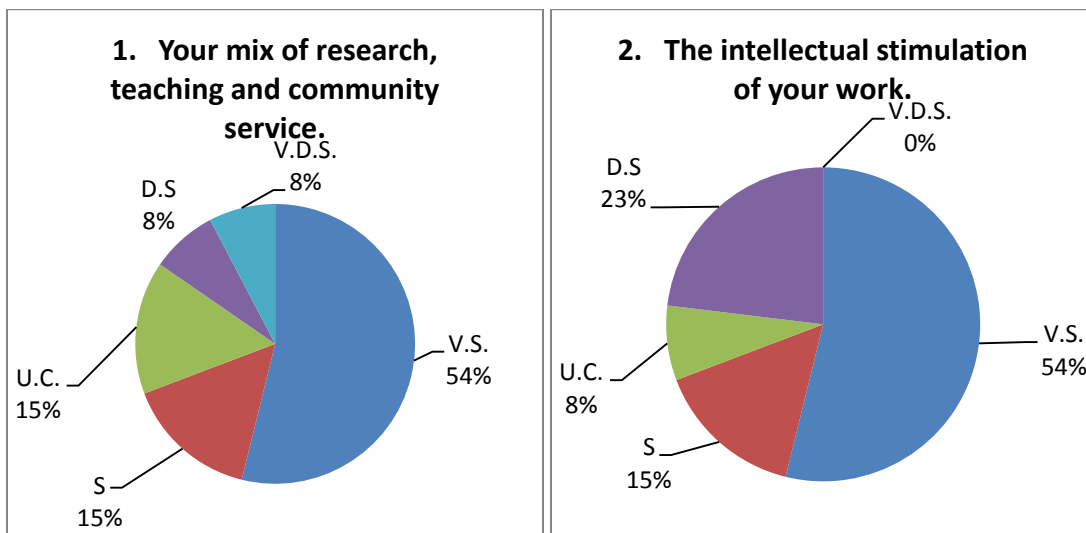 1. Your mix of research,
teaching and community
service.
V.D.S.
8%
D.S
8%
U.C.
15%
S
15%
V.S.
54%
2. The intellectual stimulation
of your work.
V.D.S.
0%
D.S
23%
U.C.
8%
S
15%
V.S.
54%